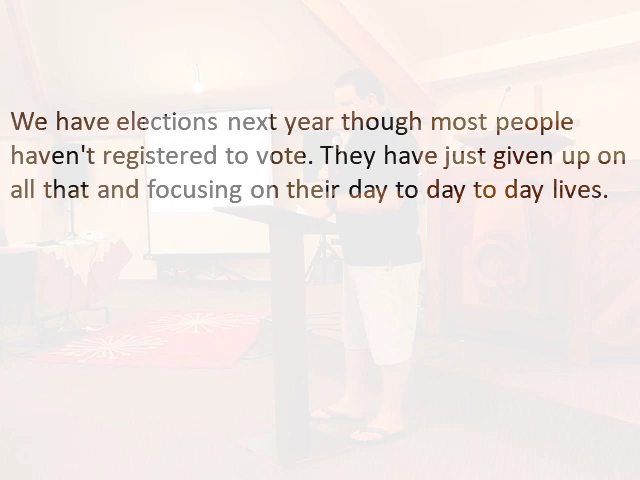 We have elections next year though most people
haven't registered to vote. They have just given up on
all that and focusing on their day to day to day lives.